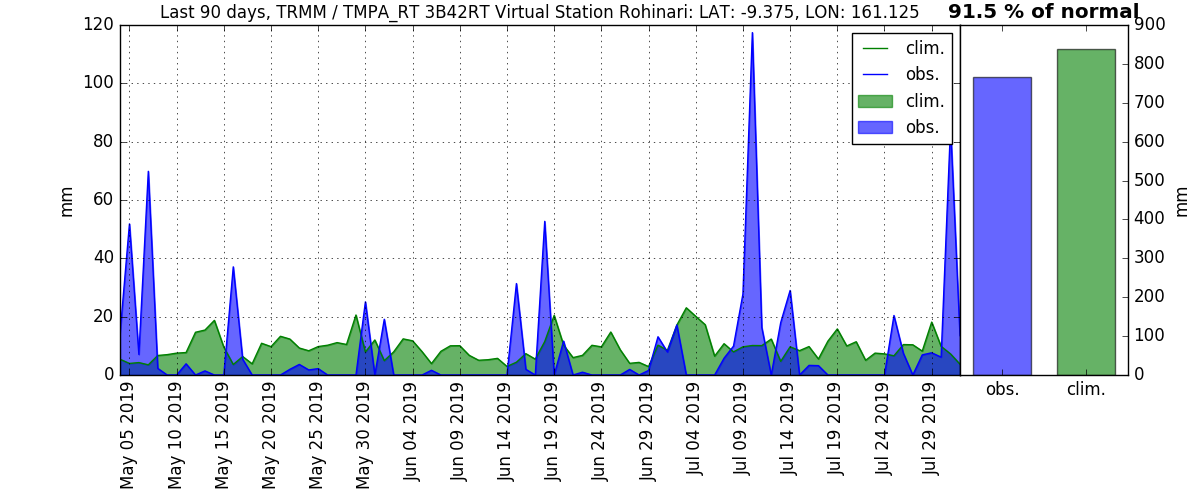 Last 90 days, TRMM / TMPA_RT 3B42RT Virtual Station Rohinari: LAT: -9.375, LON: 161.125
91.5 % of normal
120
100
80
60
40
20
0
mm
clim.
obs.
clim.
obs.
900
800
700
600
500
400
300
200
100
0
mm
May 05 2019
May 10 2019
May 15 2019
May 20 2019
May 25 2019
May 30 2019
Jun 04 2019
Jun 09 2019
Jun 14 2019
Jun 19 2019
Jun 24 2019
Jun 29 2019
Jul 04 2019
Jul 09 2019
Jul 14 2019
Jul 19 2019
Jul 24 2019
Jul 29 2019
obs.
clim.